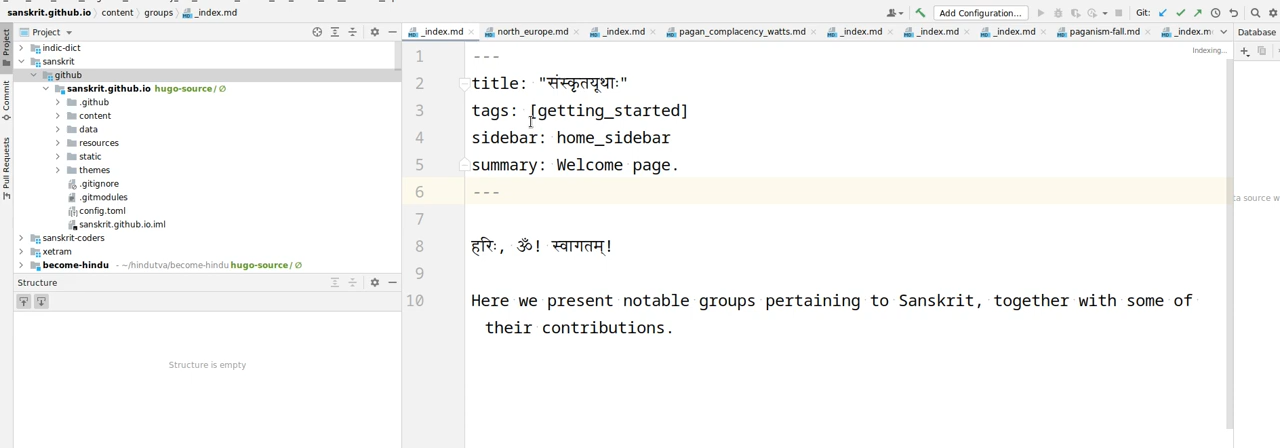 sanskrit.github.io content groups _index.md
Add Configuration... Git:
Project
_index.md north_europe.md _index.md pagan_complacency_watts.md _index.md _index.md _index.md paganism-fall.md _index.md Database
Project
Commit
Pull Requests
indic-dict
sanskrit
github
sanskrit.github.io hugo-source / ∅
.github
content
data
resources
static
themes
.gitignore
.gitmodules
config.toml
sanskrit.github.io.iml
sanskrit-coders
xetram
become-hindu - ~/hindutva/become-hindu hugo-source / ∅
Structure
Structure is empty
Indexing...
1 ---
2 title: "संस्कृतयूथाः"
3 tags: [getting_started]
4 sidebar: home_sidebar
5 summary: Welcome page.
6 ---
7
8 हरिः, ॐ! स्वागतम्!
9
10 Here we present notable groups pertaining to Sanskrit, together with some of
their contributions.
source